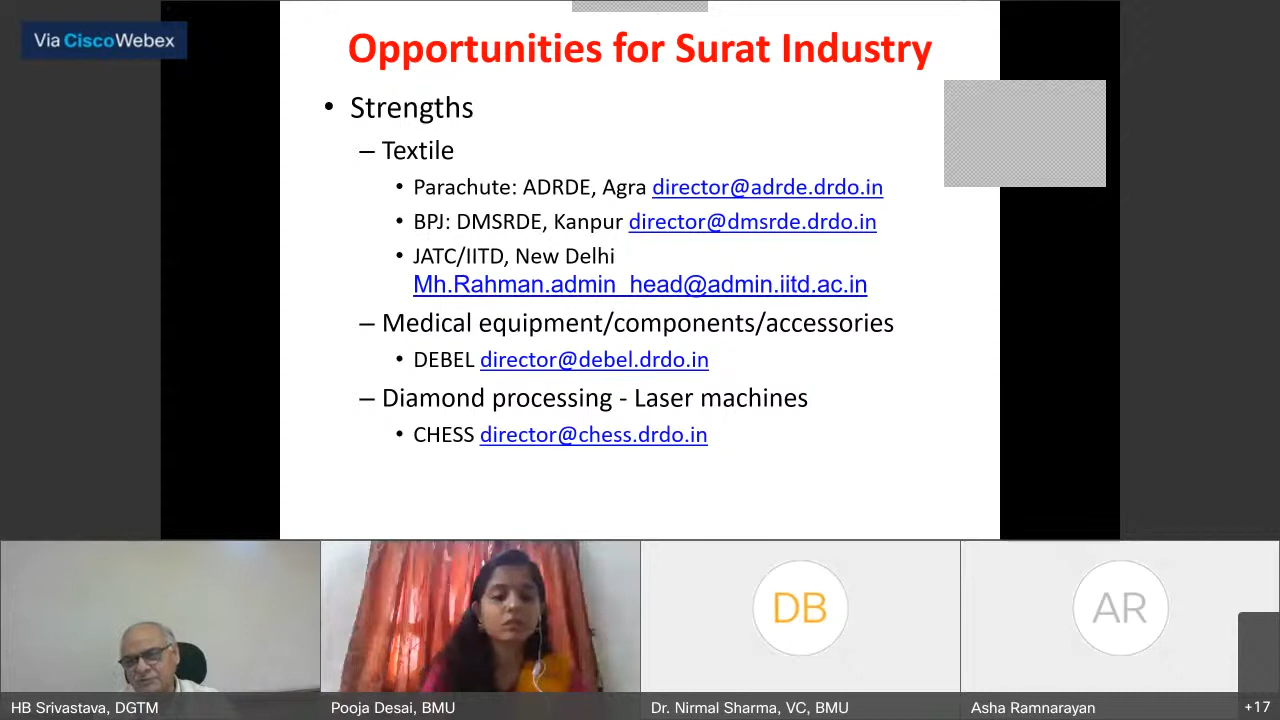 Via CiscoWebex
Opportunities for Surat Industry
• Strengths
– Textile
• Parachute: ADRDE, Agra director@adrde.drdo.in
• BPJ: DMSRDE, Kanpur director@dmsrde.drdo.in
• JATC/IITD, New Delhi
Mh.Rahman.admin_head@admin.iitd.ac.in
– Medical equipment/components/accessories
• DEBEL director@debel.drdo.in
– Diamond processing - Laser machines
• CHESS director@chess.drdo.in
DB
AR
HB Srivastava, DGTM
Pooja Desai, BMU
Dr. Nirmal Sharma, VC, BMU
Asha Ramnarayan
+17